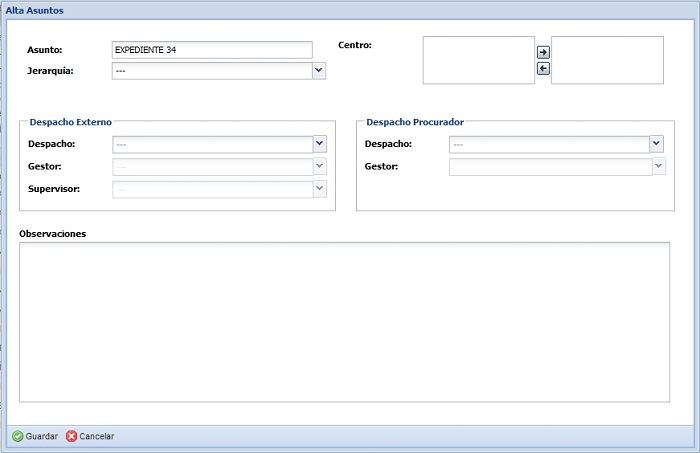 Alta Asuntos
Asunto: EXPEDIENTE 34
Centro:
Jerarquía: ---
Despacho Externo
Despacho: ---
Gestor: ---
Supervisor: ---
Despacho Procurador
Despacho: ---
Gestor:
Observaciones
Guardar Cancelar